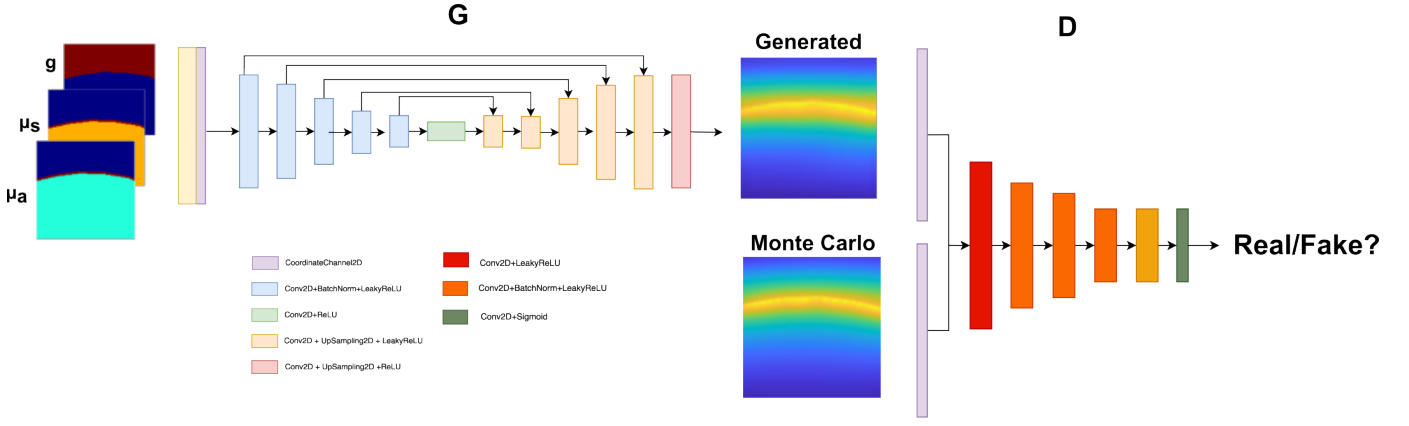 G
D
g
μs
μa
Generated
Monte Carlo
Real/Fake?
CoordinateChannel2D
Conv2D+BatchNorm+LeakyReLU
Conv2D+ReLU
Conv2D + UpSampling2D + LeakyReLU
Conv2D + UpSampling2D +ReLU
Conv2D+LeakyReLU
Conv2D+BatchNorm+LeakyReLU
Conv2D+Sigmoid